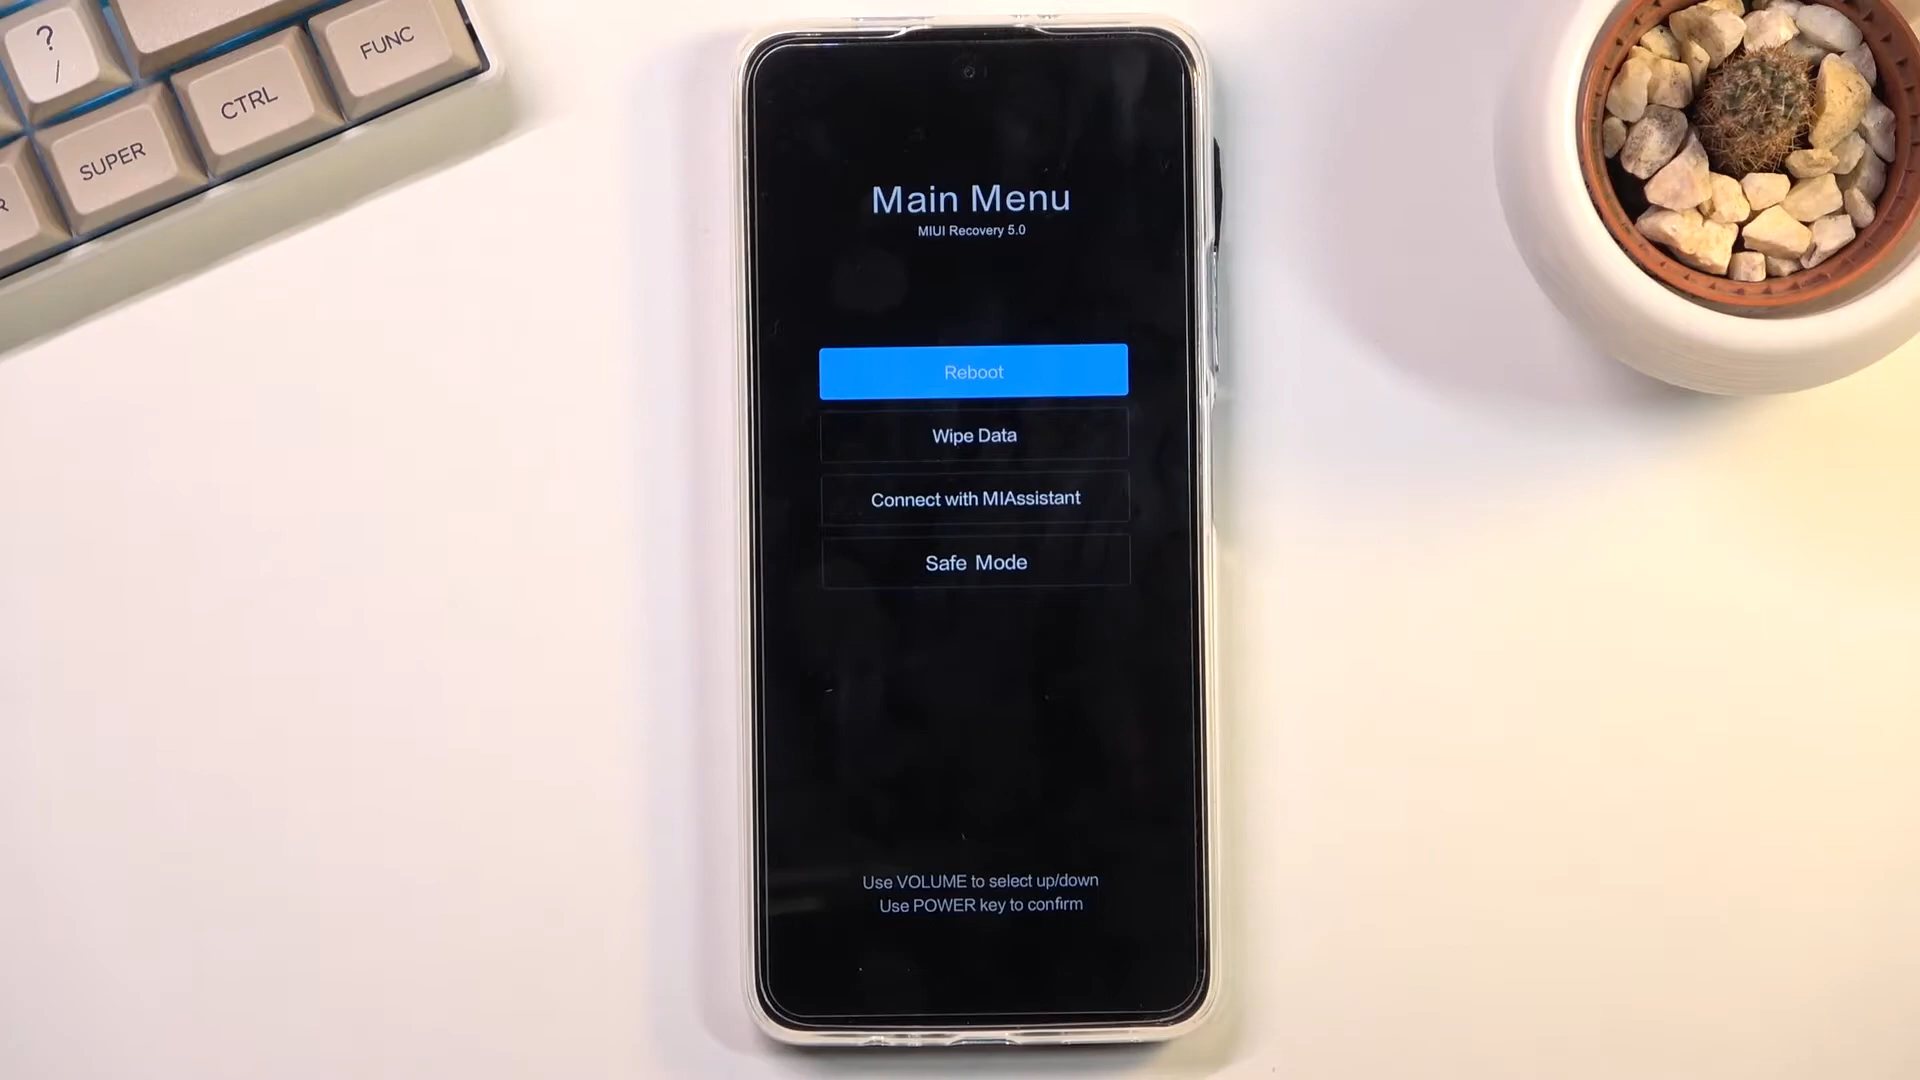 ?
/
FUNC
CTRL
SUPER
R
Main Menu
MIUI Recovery 5.0
Reboot
Wipe Data
Connect with MIAssistant
Safe Mode
Use VOLUME to select up/down
Use POWER key to confirm